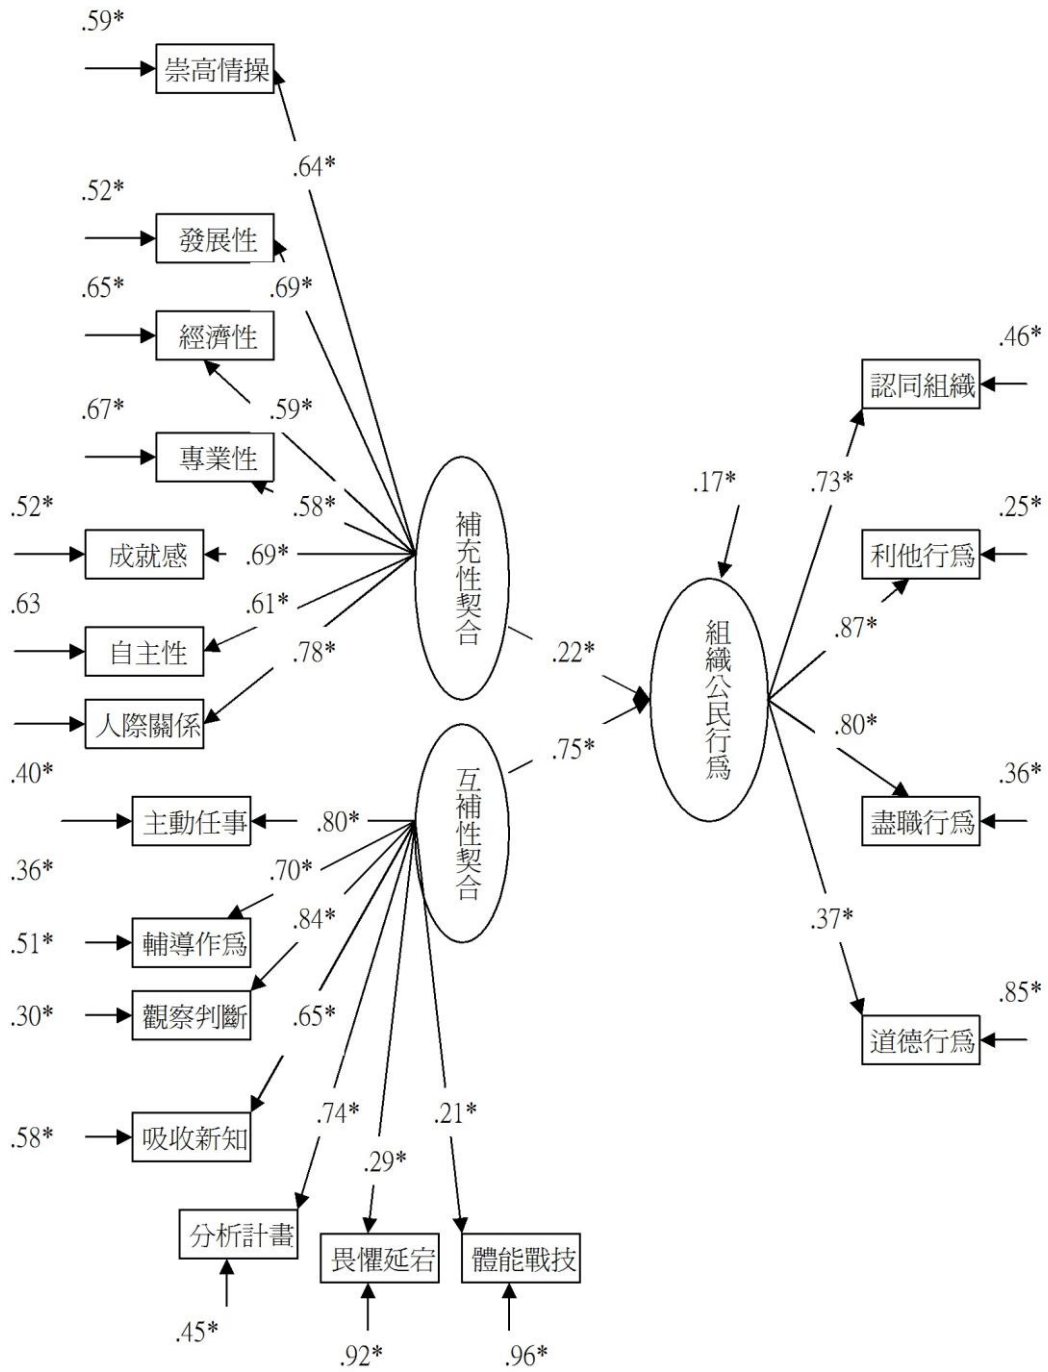 .59*
崇高情操
.64*
.52*
發展性
.65*
.69*
經濟性
.46*
認同組織
.67*
.59*
專業性
.58*
.17*
.73*
.52*
.25*
成就感
.69*
補充性契合
利他行為
.63
.61*
.87*
自主性
.78*
.22*
組織公民行為
人際關係
.80*
.75*
.40*
.36*
主動任事
.80*
互補性契合
盡職行為
.36*
.70*
.84*
.37*
.51*
輔導作為
.85*
.30*
觀察判斷
.65*
道德行為
.74*
.21*
.58*
吸收新知
.29*
分析計畫
畏懼延宕
體能戰技
.45*
.92*
.96*